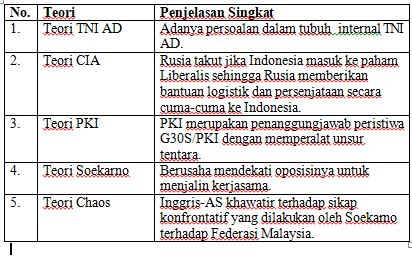 No. Teori Penjelasan Singkat
1. Teori TNI AD Adanya persoalan dalam tubuh internal TNI
AD.
2. Teori CIA Rusia takut jika Indonesia masuk ke paham
Liberalis sehingga Rusia memberikan
bantuan logistik dan persenjataan secara
cuma-cuma ke Indonesia.
3. Teori PKI PKI merupakan penanggungjawab peristiwa
G30S/PKI dengan memperalat unsur
tentara.
4. Teori Soekarno Berusaha mendekati oposisinya untuk
menjalin kerjasama.
5. Teori Chaos Inggris-AS khawatir terhadap sikap
konfrontatif yang dilakukan oleh Soekarno
terhadap Federasi Malaysia.